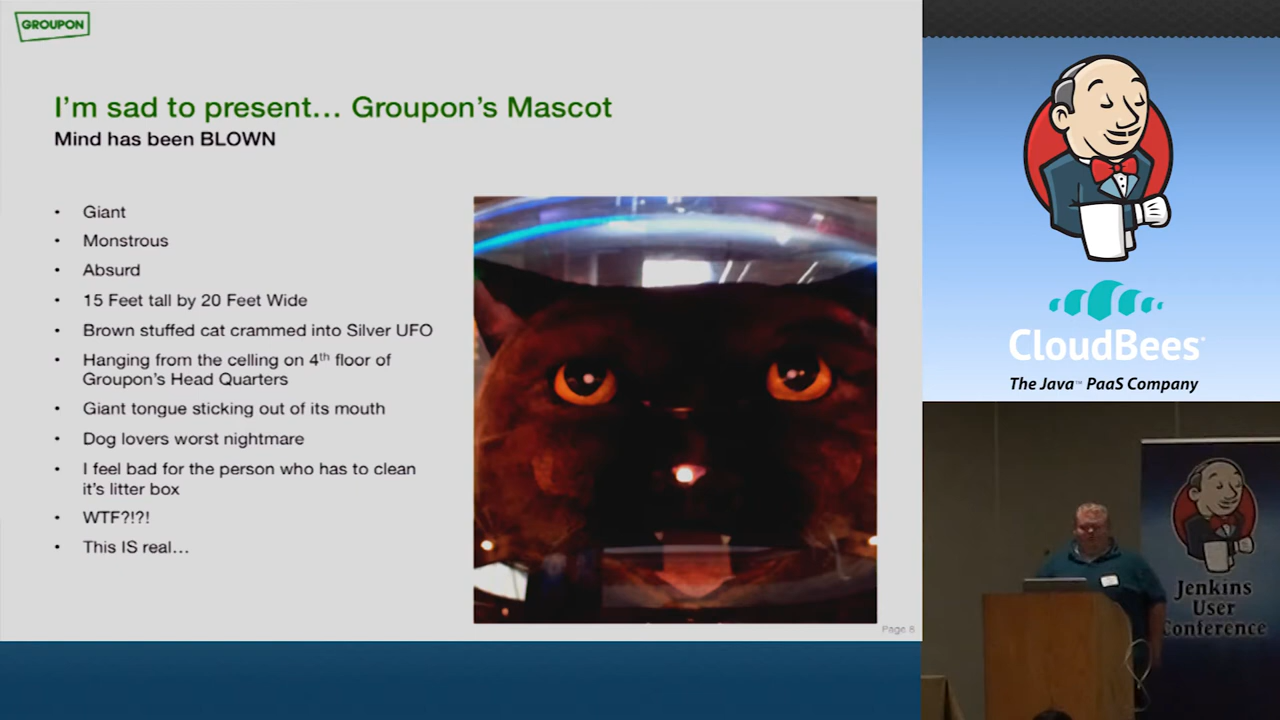 GROUPON
I'm sad to present... Groupon's Mascot
Mind has been BLOWN
• Giant
• Monstrous
• Absurd
• 15 Feet tall by 20 Feet Wide
• Brown stuffed cat crammed into Silver UFO
• Hanging from the celling on 4th floor of
Groupon's Head Quarters
• Giant tongue sticking out of its mouth
• Dog lovers worst nightmare
• I feel bad for the person who has to clean
it's litter box
• WTF?!?!
• This IS real...
Page 8
CloudBees
The Java™ PaaS Company
Jenkins
User
Conference